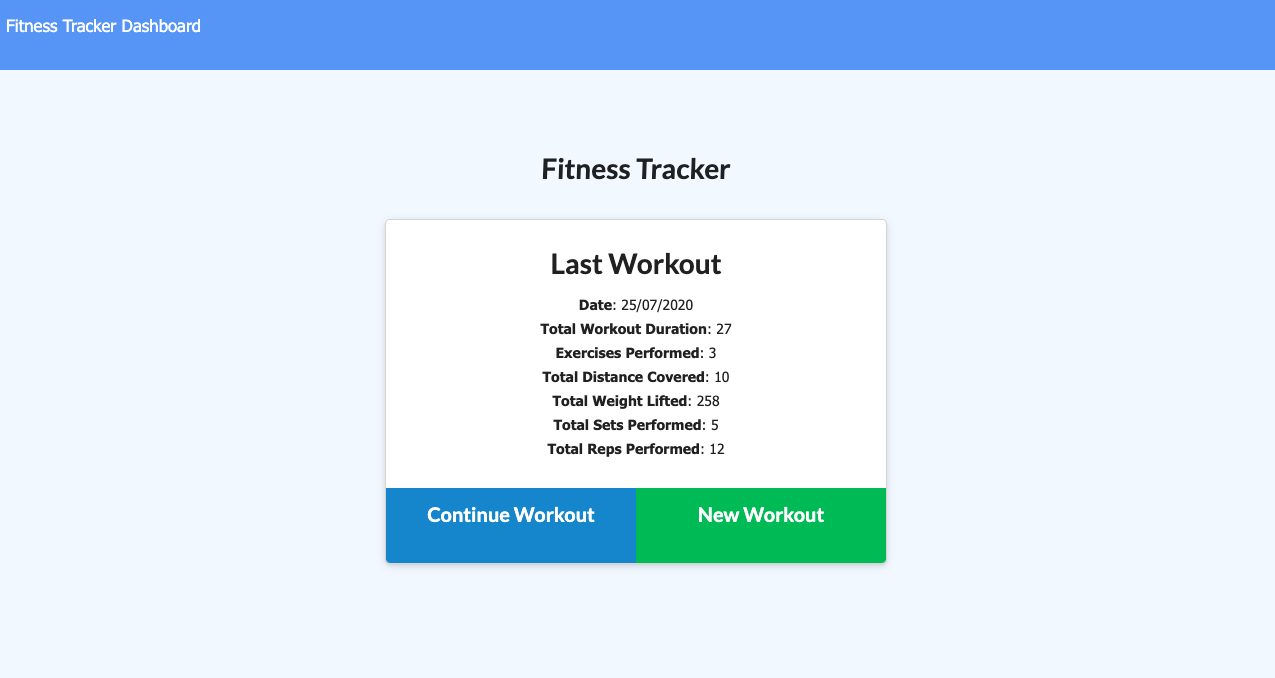 Fitness Tracker Dashboard
Fitness Tracker
Last Workout
Date: 25/07/2020
Total Workout Duration: 27
Exercises Performed: 3
Total Distance Covered: 10
Total Weight Lifted: 258
Total Sets Performed: 5
Total Reps Performed: 12
Continue Workout
New Workout